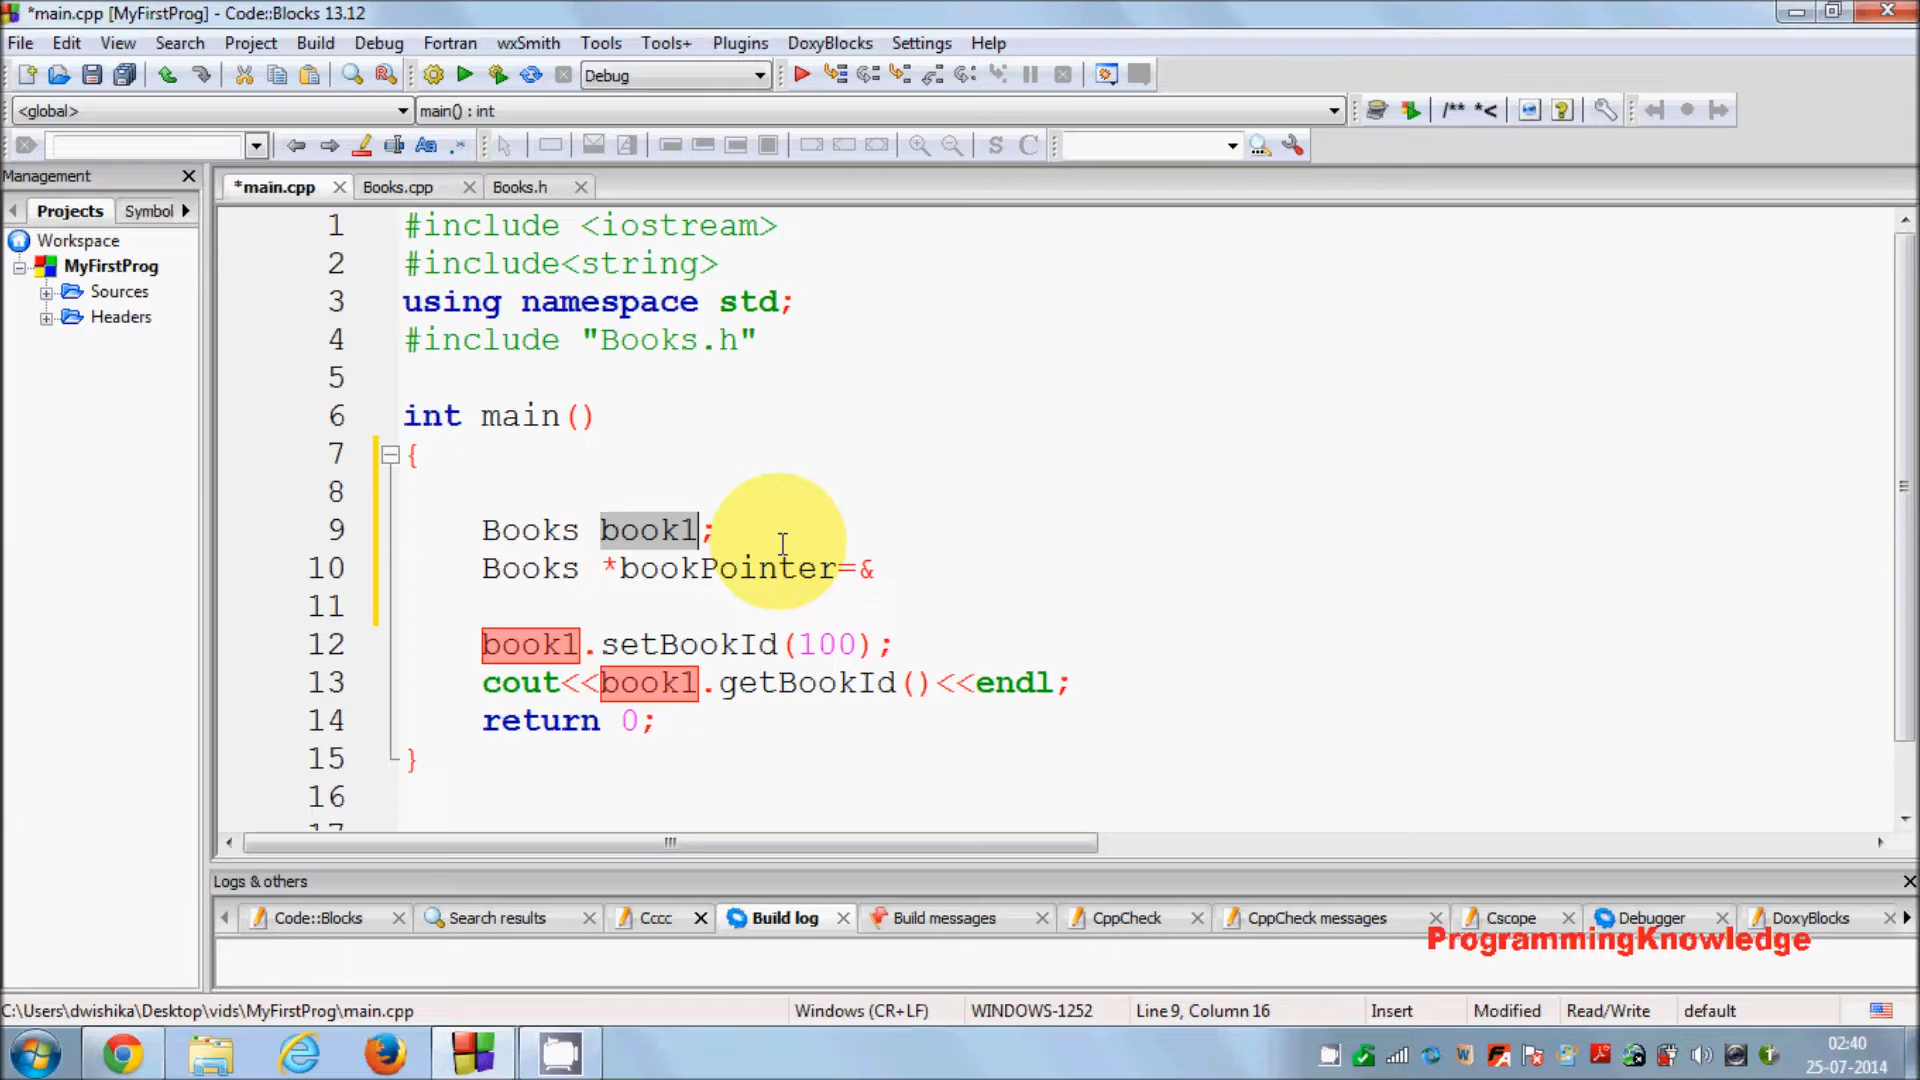 *main.cpp [MyFirstProg] - Code::Blocks 13.12
File Edit View Search Project Build Debug Fortran wxSmith Tools Tools+ Plugins DoxyBlocks Settings Help
Debug
<global> main() : int /** *<
S C
Management
*main.cpp Books.cpp Books.h
Projects Symbol
Workspace
MyFirstProg
Sources
Headers
1 #include <iostream>
2 #include<string>
3 using namespace std;
4 #include "Books.h"
5
6 int main()
7 {
8
9 Books book1;
10 Books *bookPointer=&
11
12 book1.setBookId(100);
13 cout<<book1.getBookId()<<endl;
14 return 0;
15 }
16
17
Logs & others
Code::Blocks Search results Cccc Build log Build messages CppCheck CppCheck messages Cscope Debugger DoxyBlocks
ProgrammingKnowledge
C:\Users\dwishika\Desktop\vids\MyFirstProg\main.cpp Windows (CR+LF) WINDOWS-1252 Line 9, Column 16 Insert Modified Read/Write default
02:40
25-07-2014